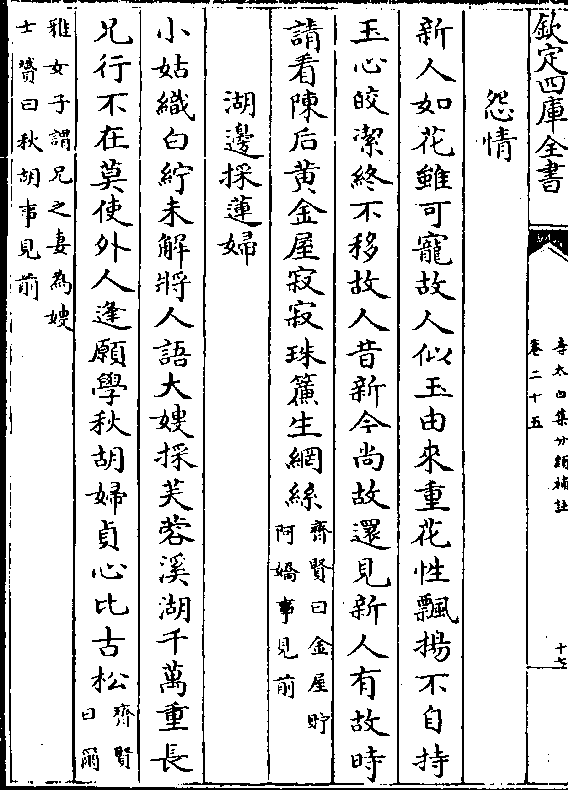 欽定四庫全書
李太白集分類補註
卷二十五
十七
怨情
新人如花雖可寵故人似玉由來重花性飄揚不自持
玉心皎潔終不移故人昔新今尚故還見新人有故時
請看陳后黄金屋寂寂珠簾生網絲
齊賢曰金屋貯
阿嬌事見前
湖邊採蓮婦
小姑織白紵未解將人語大嫂採芙蓉溪湖千萬重長
兄行不在莫使外人逢願學秋胡婦貞心比古松
齊賢
曰爾
雅女子謂兄之妻為嫂
士贇曰秋胡事見前